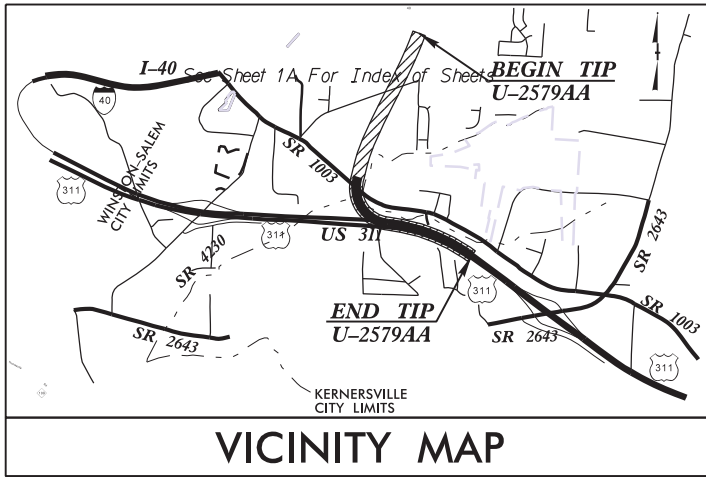 I-40
See Sheet 1A For Index of Sheets
BEGIN TIP
U-2579AA
40
SR 1003
311
WINSTON-SALEM
CITY LIMITS
SR 4230
311
US 311
SR 2643
311
END TIP
U-2579AA
SR 2643
SR 1003
SR 2643
311
KERNERSVILLE
CITY LIMITS
VICINITY MAP